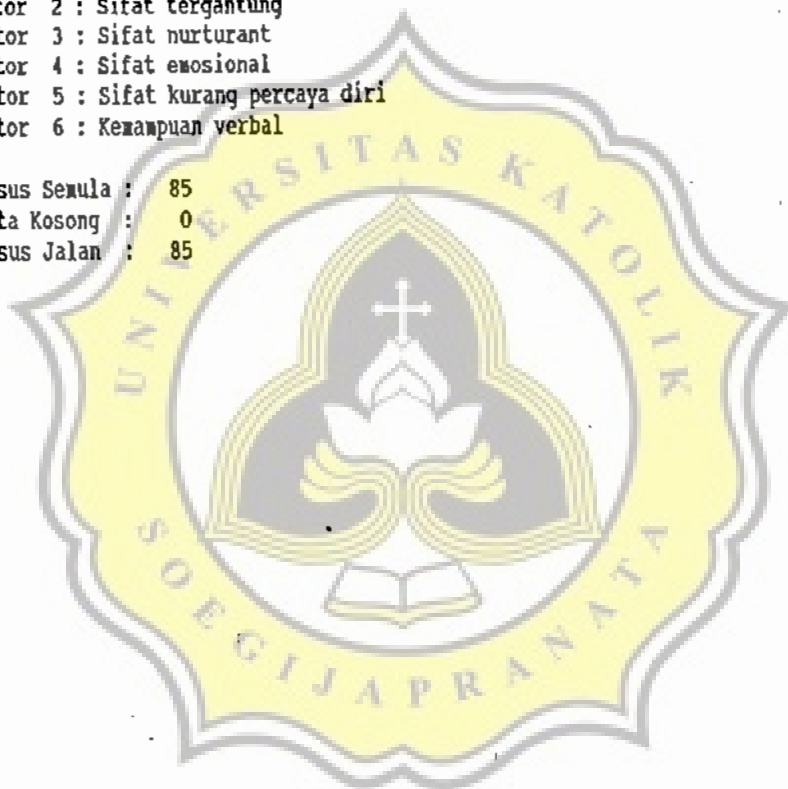 tor 2 : Sifat tergantung
tor 3 : Sifat nurturant
tor 4 : Sifat emosional
tor 5 : Sifat kurang percaya diri
tor 6 : Kemampuan verbal
sus Semula : 85
ta Kosong : 0
sus Jalan : 85
UNIVERSITAS KATOLIK
SOEGIJAPRANATA